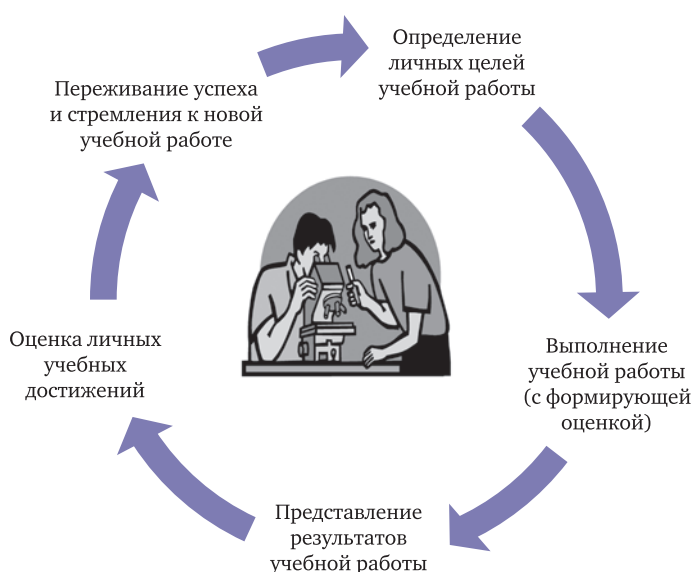 Определение
личных целей
учебной работы
Выполнение
учебной работы
(с формирующей
оценкой)
Представление
результатов
учебной работы
Оценка личных
учебных
достижений
Переживание успеха
и стремления к новой
учебной работе